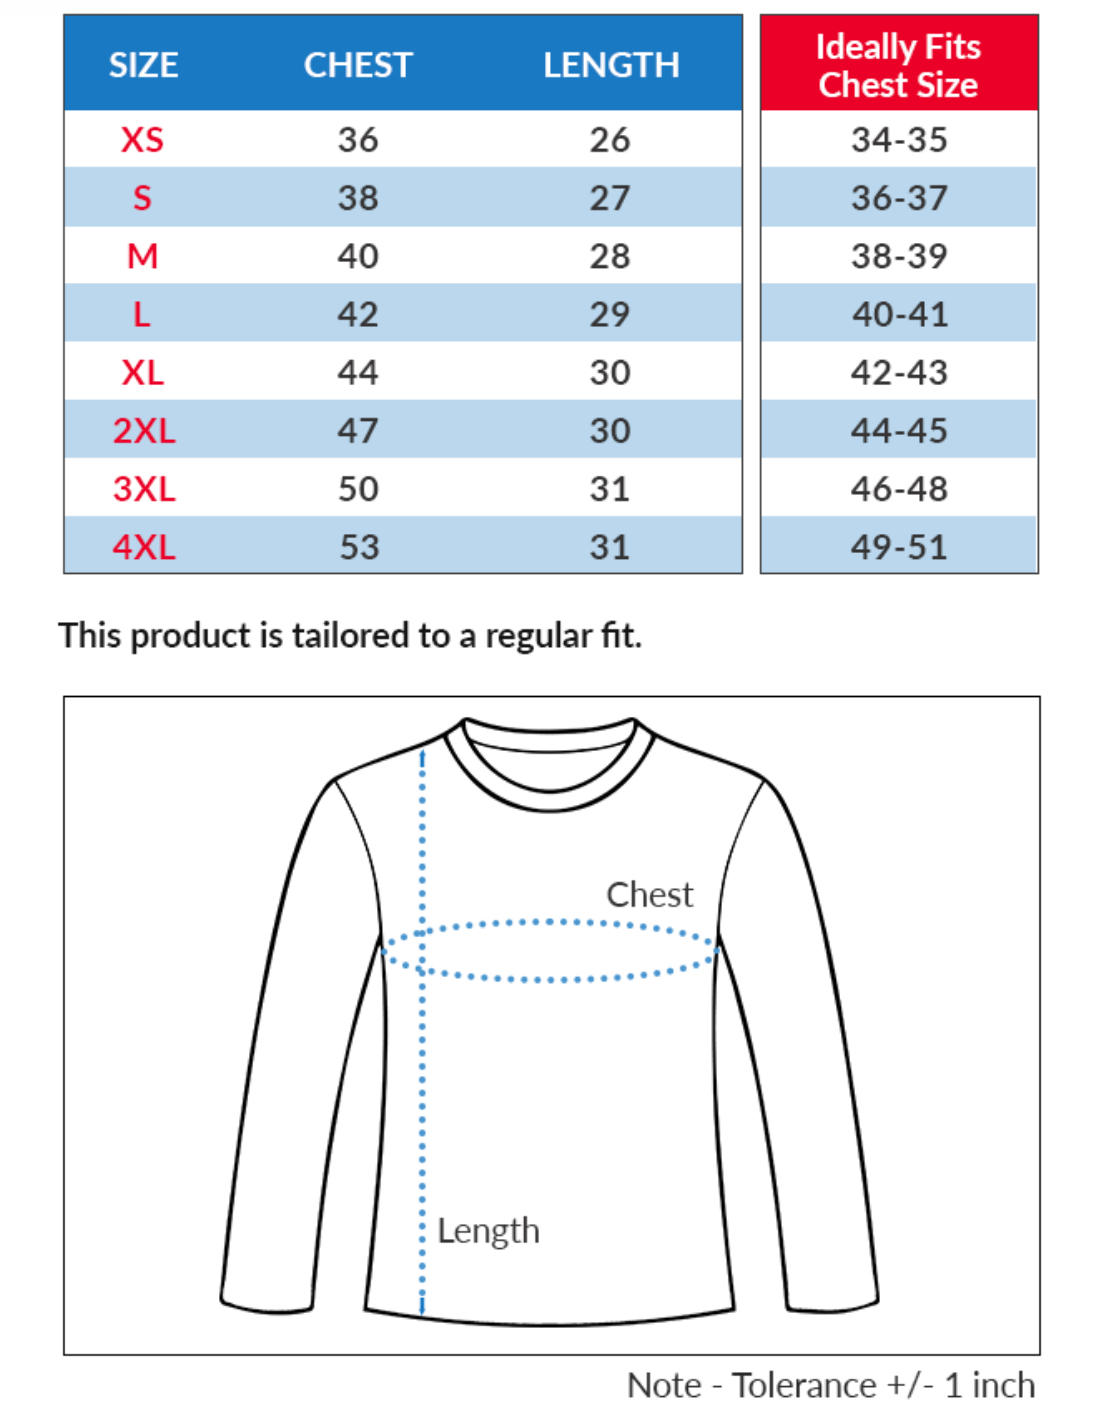 SIZE CHEST LENGTH Ideally Fits
Chest Size
XS 36 26 34-35
S 38 27 36-37
M 40 28 38-39
L 42 29 40-41
XL 44 30 42-43
2XL 47 30 44-45
3XL 50 31 46-48
4XL 53 31 49-51
This product is tailored to a regular fit.
Chest
Length
Note - Tolerance +/- 1 inch